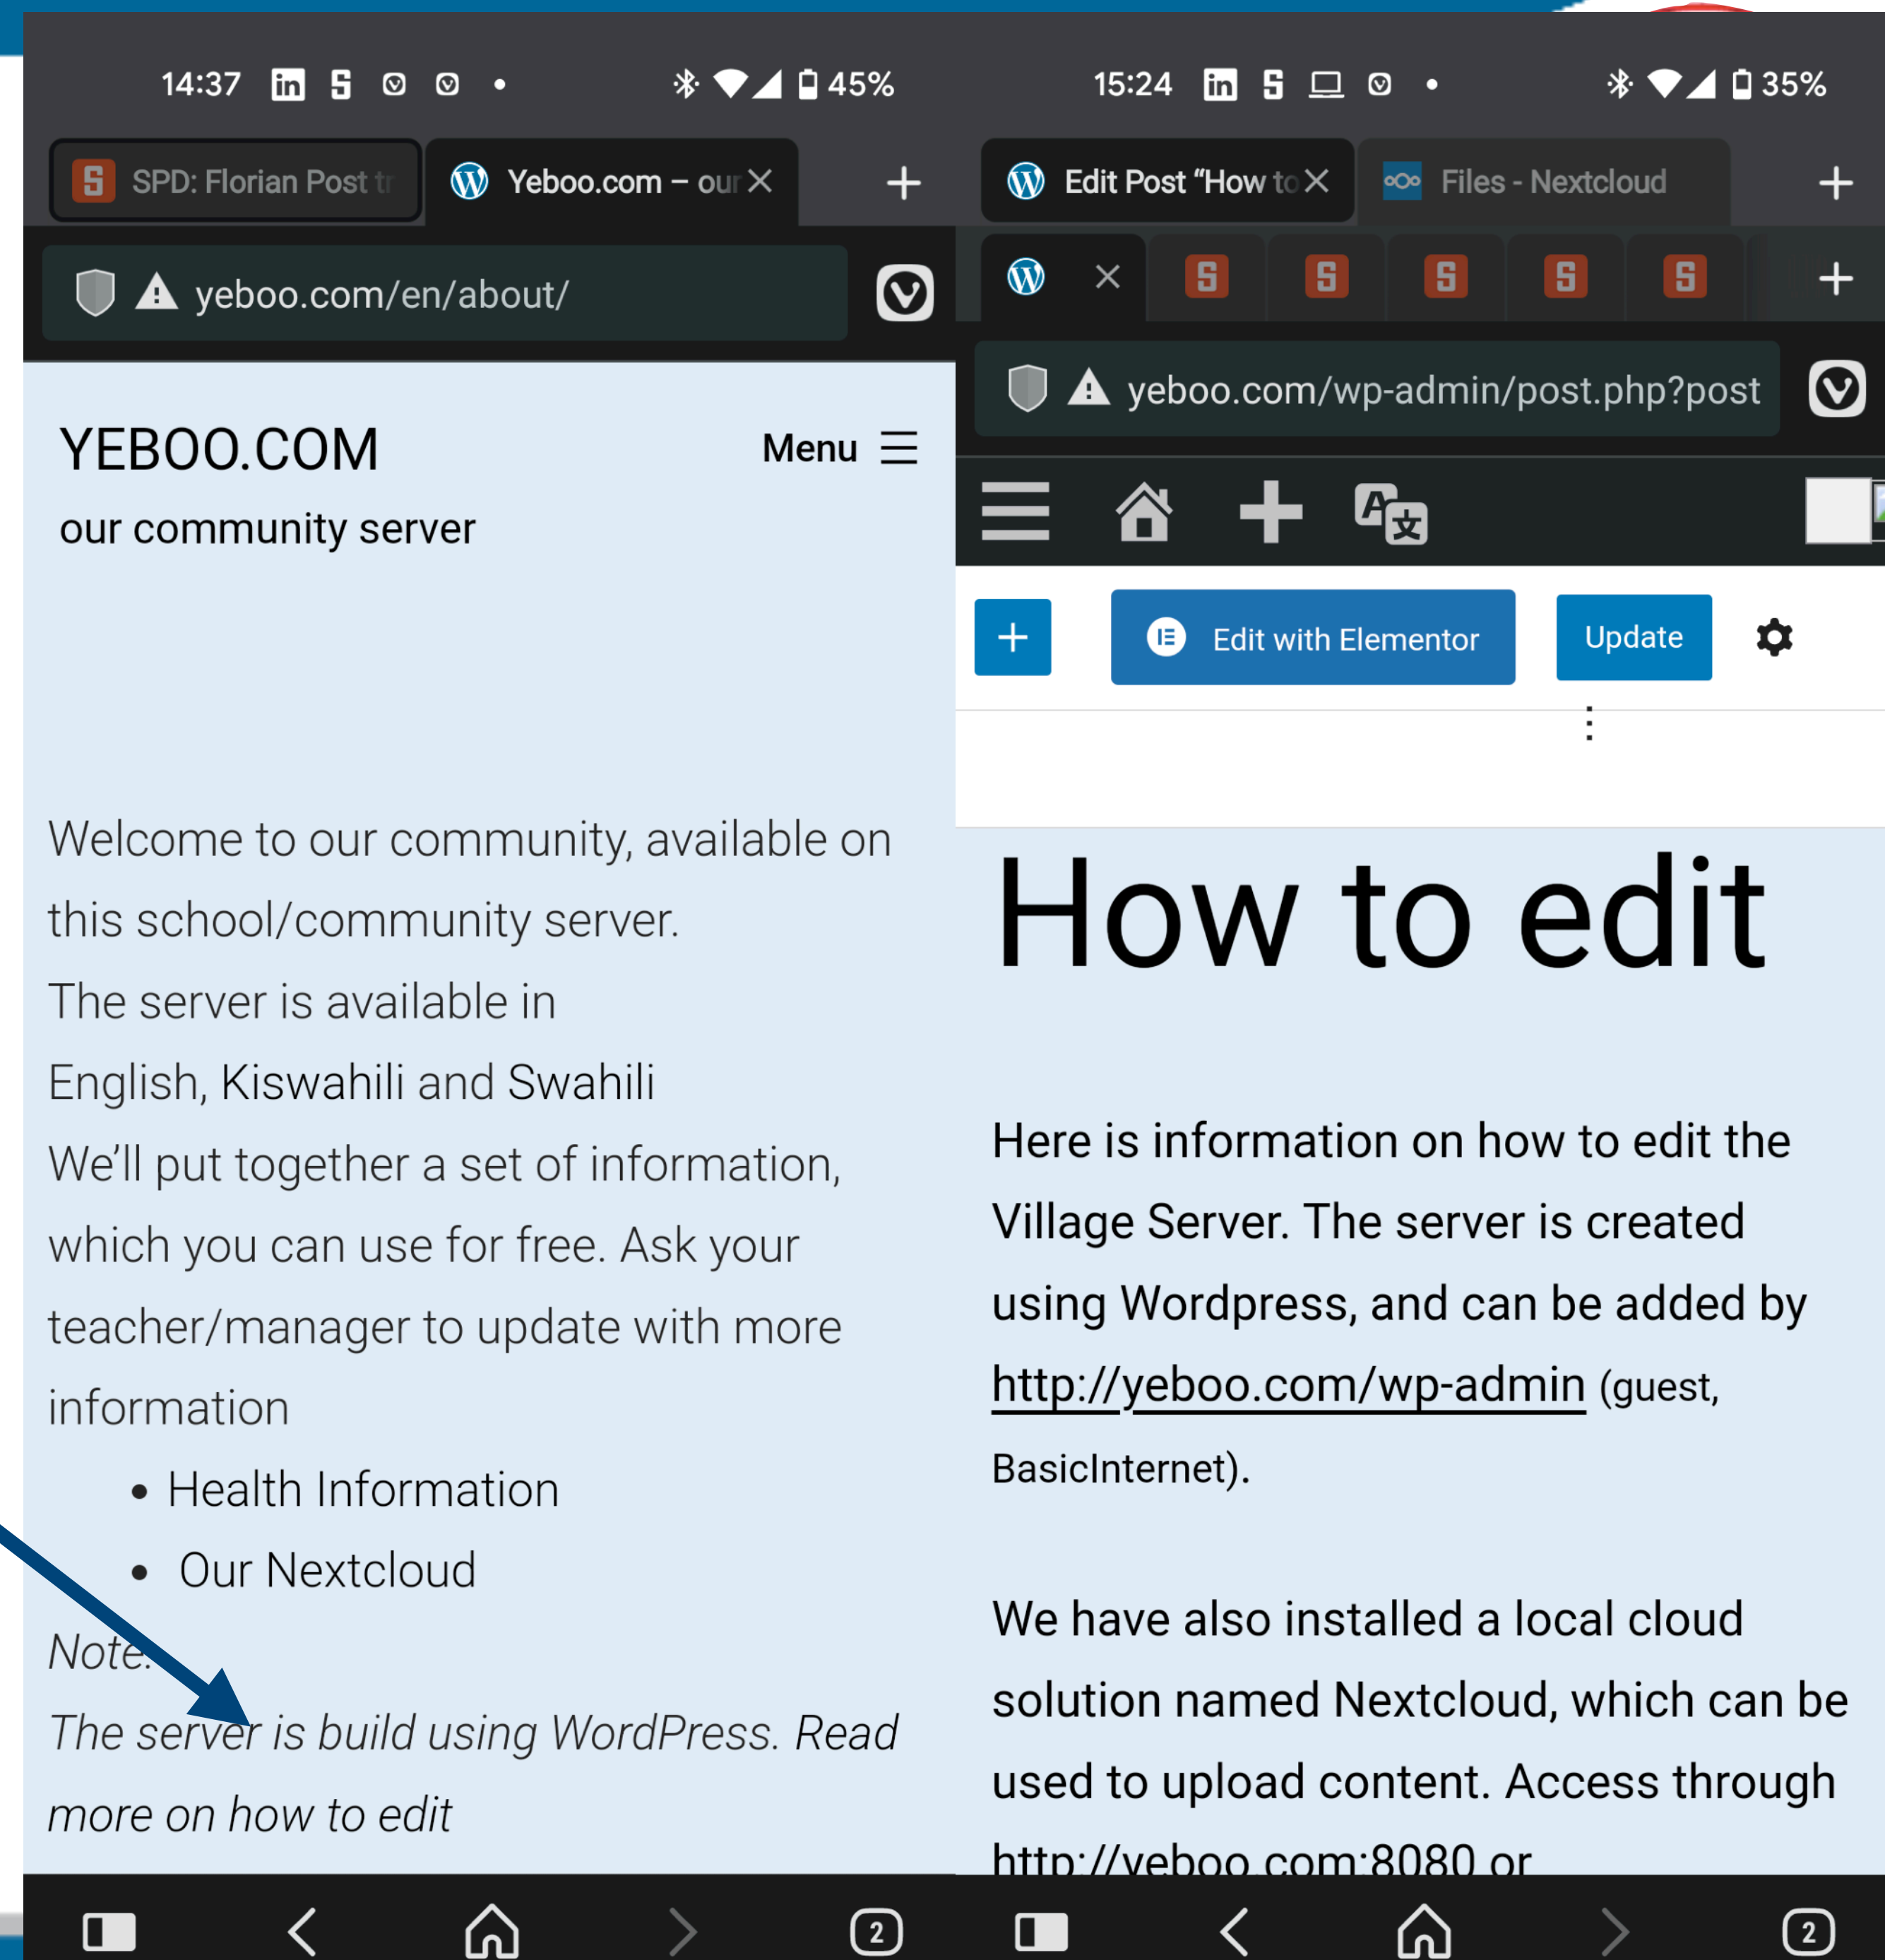 14:37 in 45%
SPD: Florian Post tr
Yeboo.com – our
yeboo.com/en/about/
YEBOO.COM
Menu
our community server
Welcome to our community, available on
this school/community server.
The server is available in
English, Kiswahili and Swahili
We'll put together a set of information,
which you can use for free. Ask your
teacher/manager to update with more
information
• Health Information
• Our Nextcloud
Note:
The server is build using WordPress. Read
more on how to edit
2
15:24 in 35%
Edit Post “How to
Files - Nextcloud
yeboo.com/wp-admin/post.php?post
Edit with Elementor
Update
How to edit
Here is information on how to edit the
Village Server. The server is created
using Wordpress, and can be added by
http://yeboo.com/wp-admin (guest,
BasicInternet).
We have also installed a local cloud
solution named Nextcloud, which can be
used to upload content. Access through
http://yeboo.com:8080 or
2